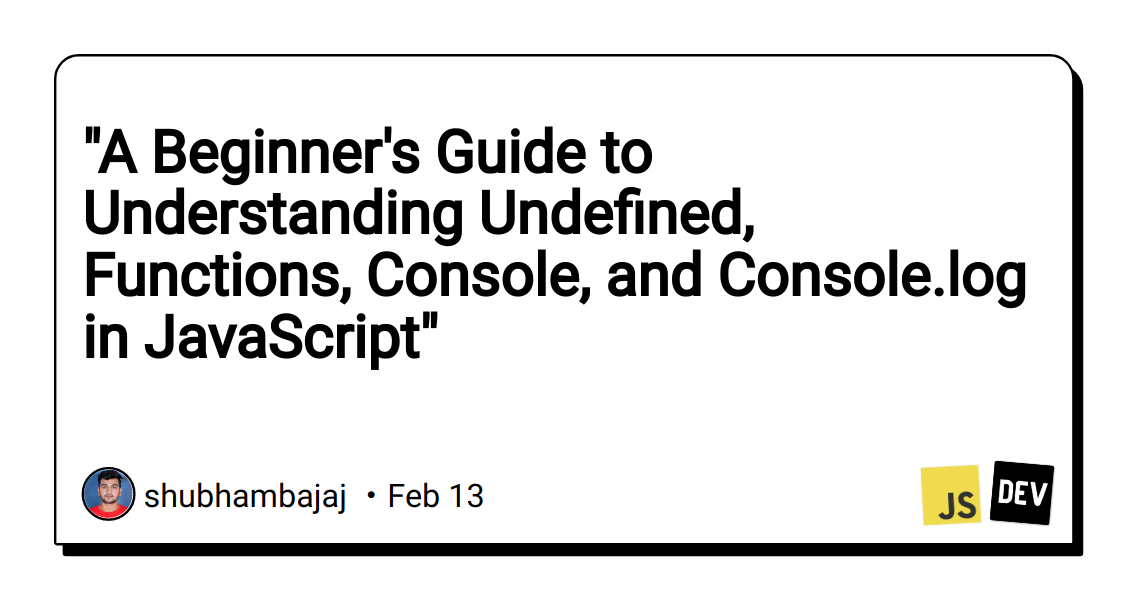 "A Beginner's Guide to
Understanding Undefined,
Functions, Console, and Console.log
in JavaScript"
shubhambajaj • Feb 13
JS DEV